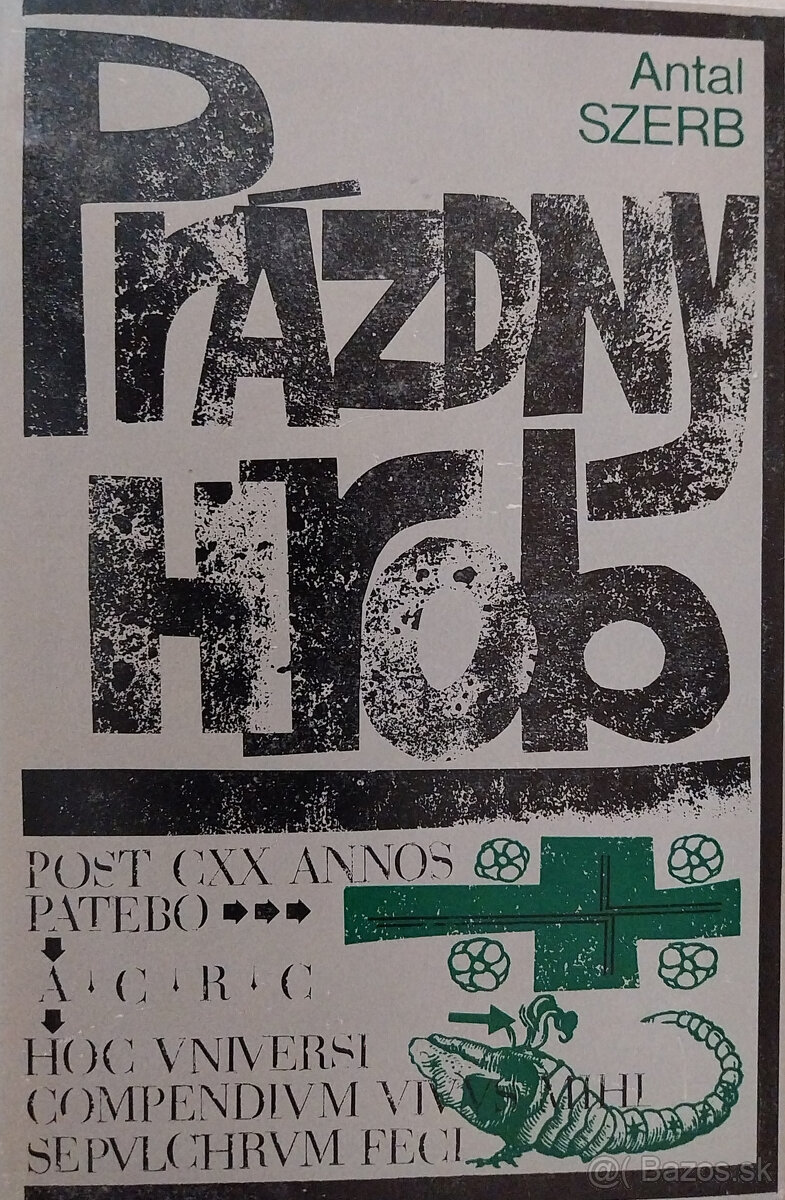 Antal
SZERB
PRÁZDNY
HROB
POST CXX ANNOS
PATEBO
A C R C
HOC VNIVERSI
COMPENDIVM VIVVS MIHI
SEPVLCHRVM FECI
@( Bazos.sk